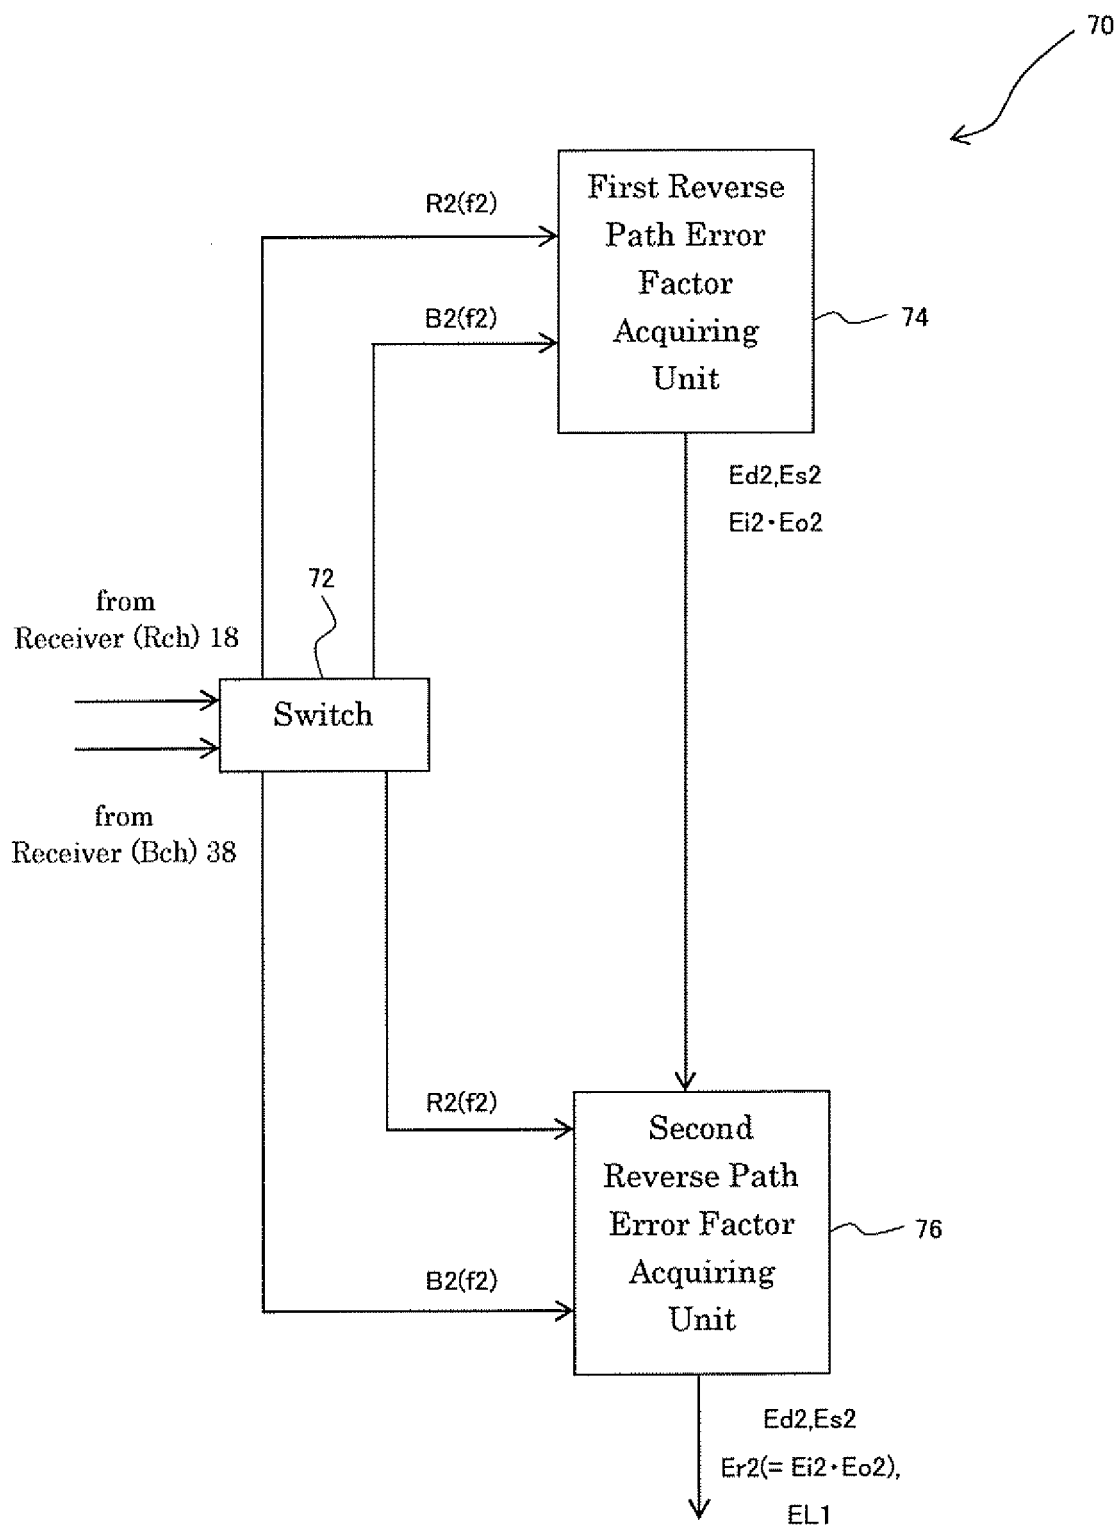 70
First Reverse
Path Error
Factor
Acquiring
Unit
R2(f2)
B2(f2)
74
Ed2,Es2
Ei2・Eo2
72
from
Receiver (Rch) 18
Switch
from
Receiver (Bch) 38
R2(f2)
B2(f2)
Second
Reverse Path
Error Factor
Acquiring
Unit
76
Ed2,Es2
Er2(= Ei2・Eo2),
EL1